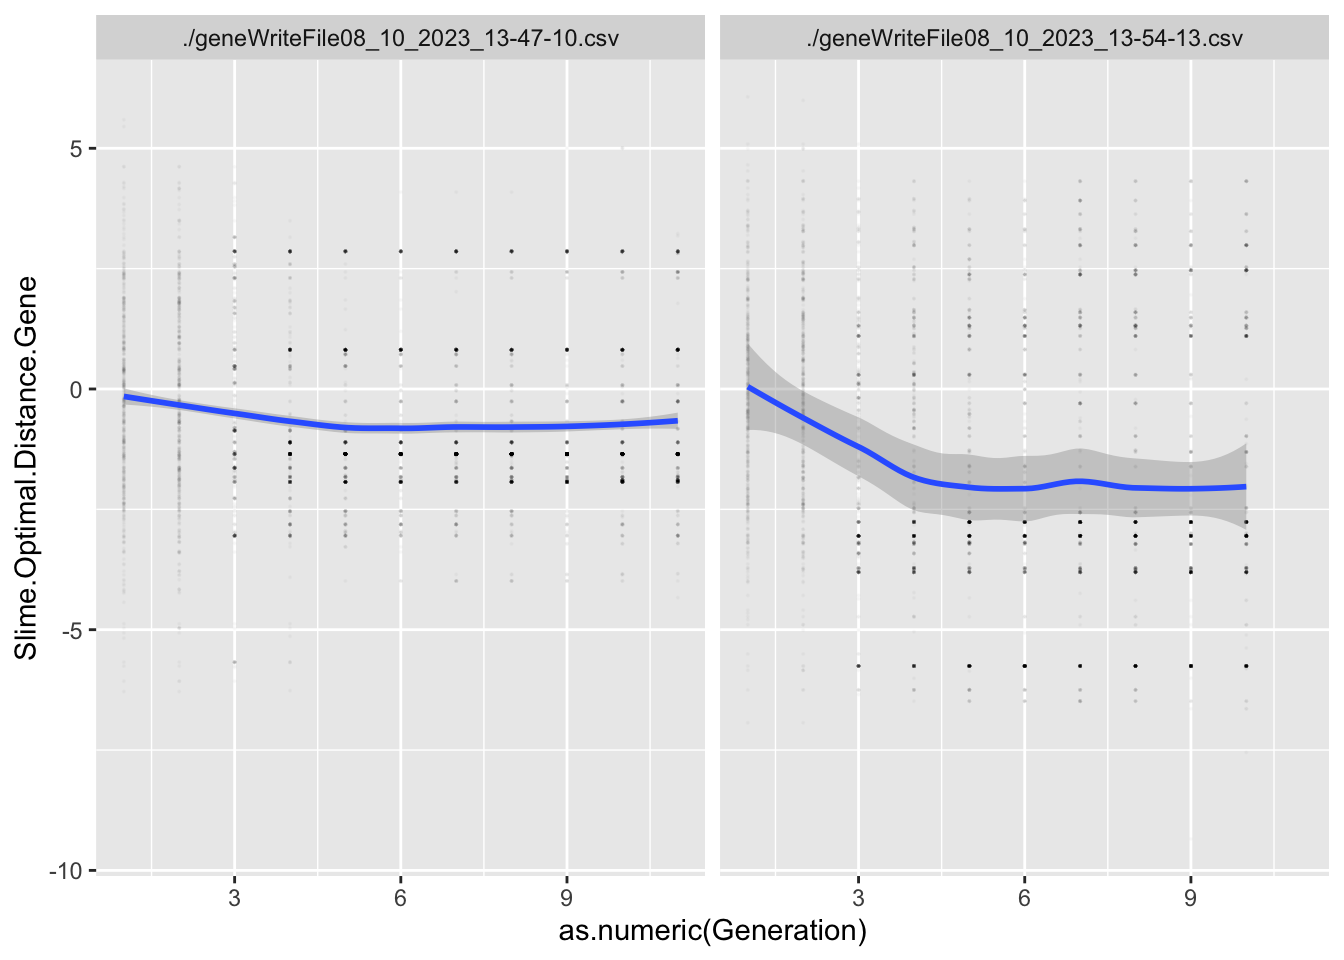 ./geneWriteFile08_10_2023_13-47-10.csv
./geneWriteFile08_10_2023_13-54-13.csv
Slime.Optimal.Distance.Gene
5
0
-5
-10
3
6
9
3
6
9
as.numeric(Generation)